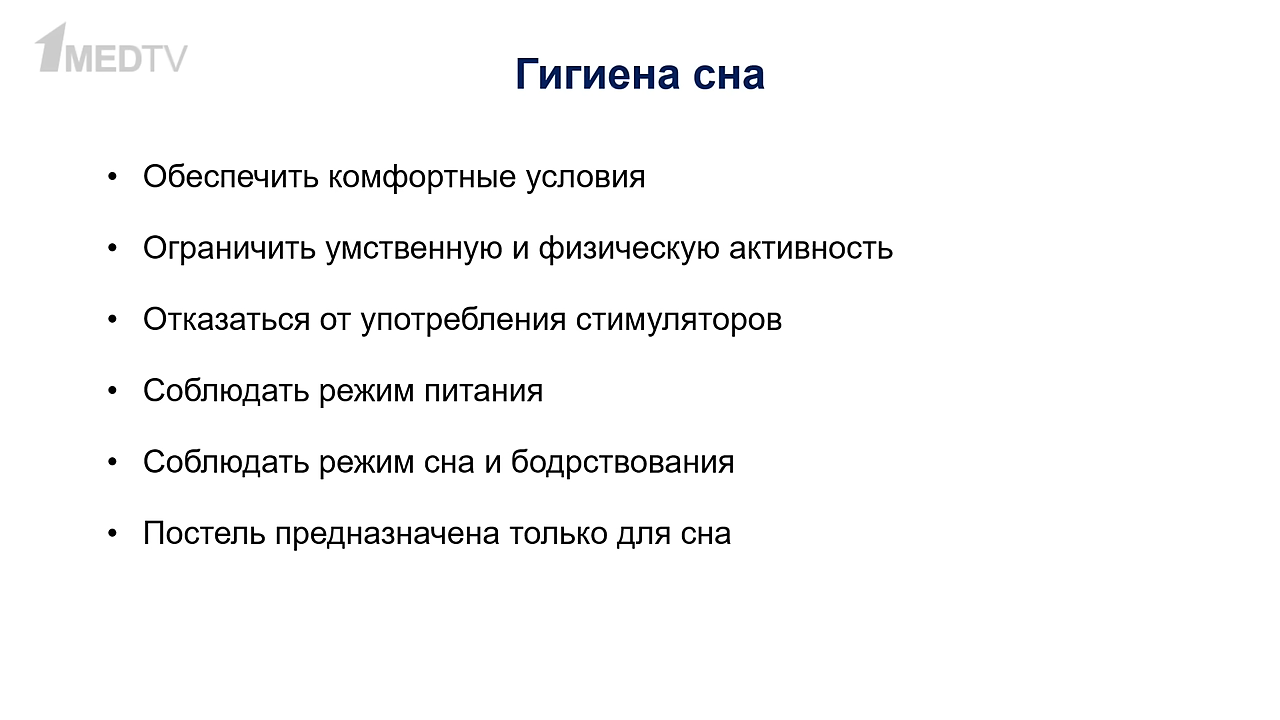 1MEDTV
Гигиена сна
• Обеспечить комфортные условия
• Ограничить умственную и физическую активность
• Отказаться от употребления стимуляторов
• Соблюдать режим питания
• Соблюдать режим сна и бодрствования
• Постель предназначена только для сна